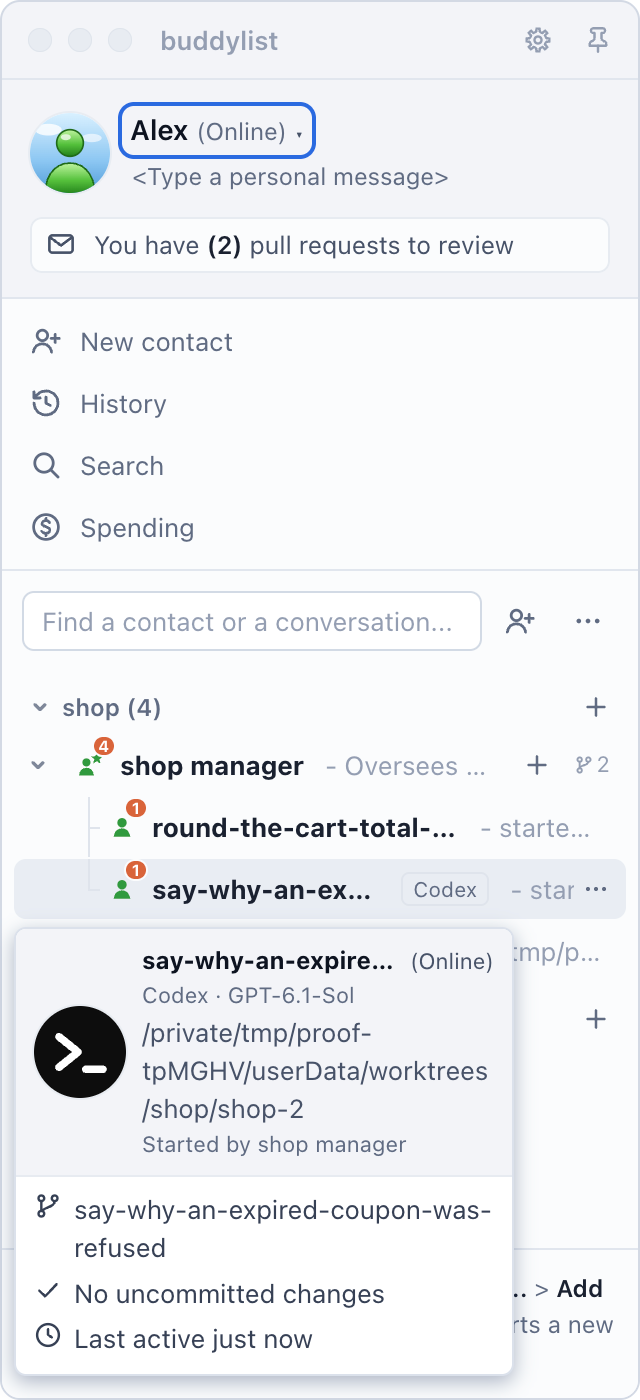 buddylist
Alex (Online)
<Type a personal message>
You have (2) pull requests to review
New contact
History
Search
Spending
Find a contact or a conversation...
shop (4)
4
shop manager - Oversees ... 2
1
round-the-cart-total-... - starte...
1
say-why-an-ex... Codex - star ...
tmp/p...
say-why-an-expire... (Online)
Codex · GPT-6.1-Sol
/private/tmp/proof-
tpMGHV/userData/worktrees
/shop/shop-2
Started by shop manager
say-why-an-expired-coupon-was-
refused
No uncommitted changes
Last active just now
.. > Add
rts a new